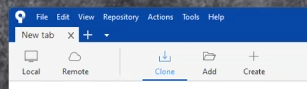 File Edit View Repository Actions Tools Help
New tab
Local Remote Clone Add Create